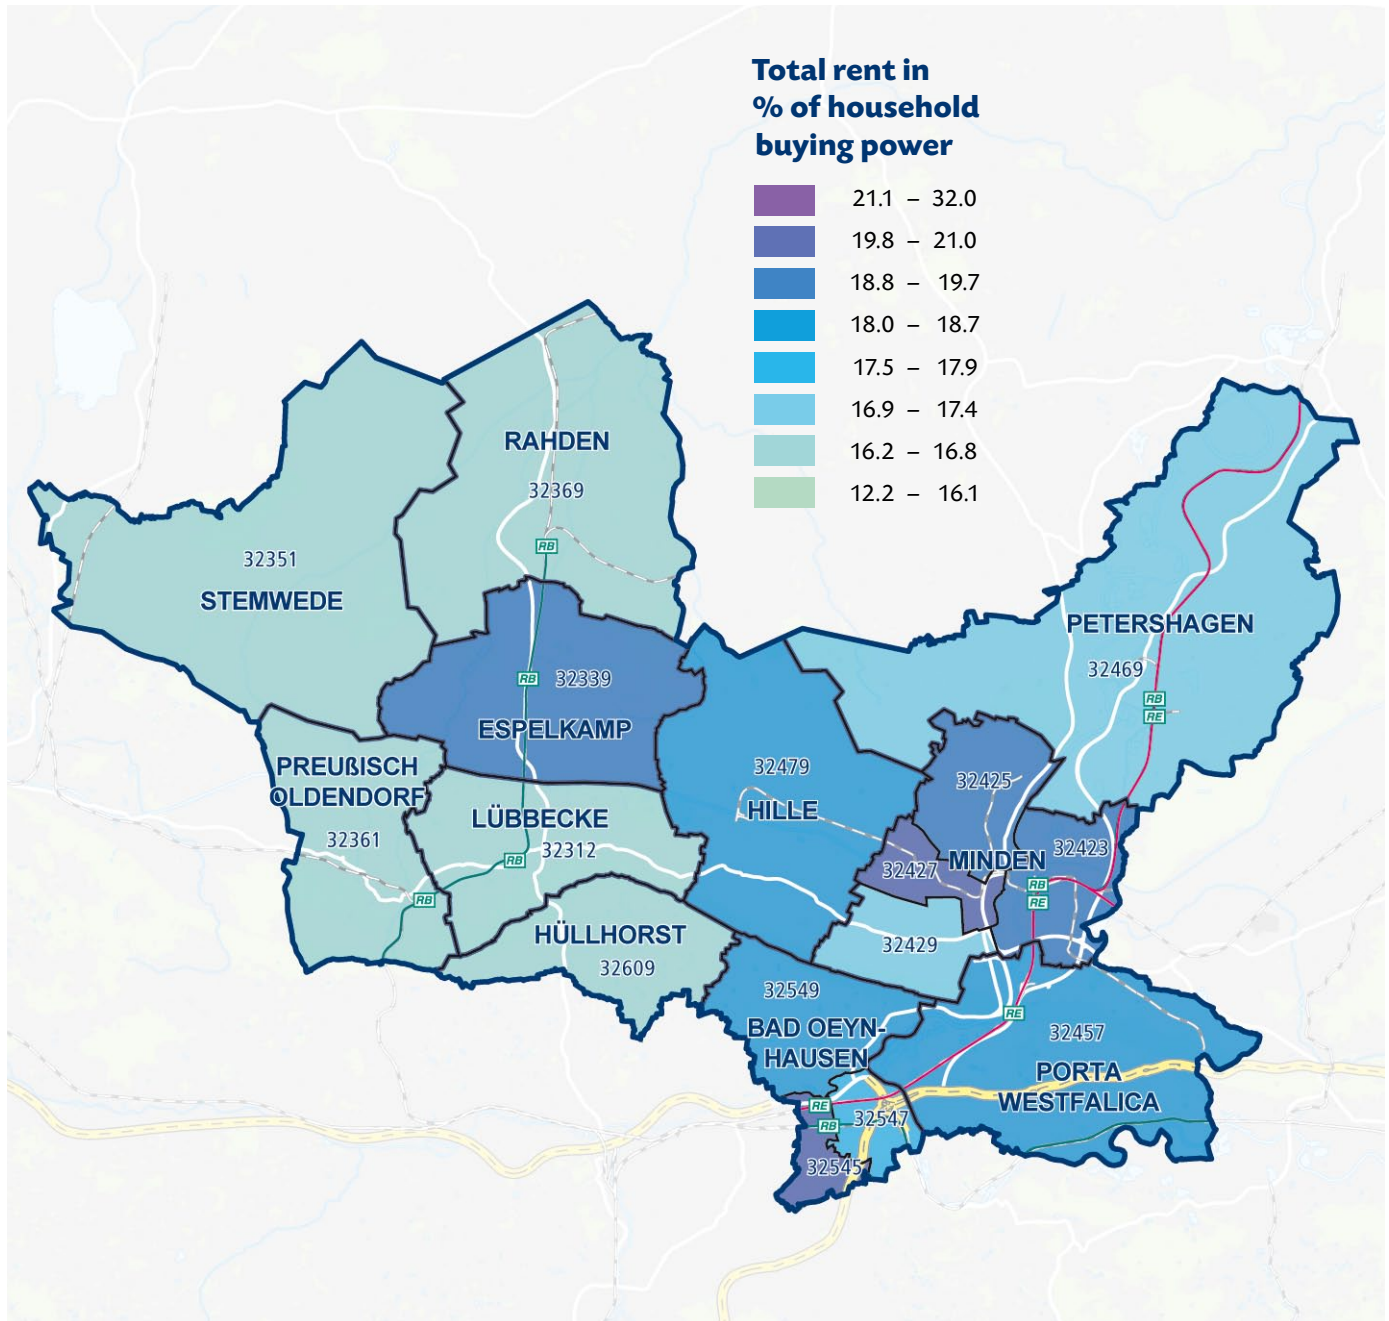 Total rent in
% of household
buying power
21.1 – 32.0
19.8 – 21.0
18.8 – 19.7
18.0 – 18.7
17.5 – 17.9
16.9 – 17.4
16.2 – 16.8
12.2 – 16.1
RAHDEN
32369
RB
32351
STEMWEDE
PETERSHAGEN
32469
RB
RE
RB
32339
ESPELKAMP
PREUßISCH
OLDENDORF
32361
RB
LÜBBECKE
32312
RB
32479
HILLE
32425
MINDEN
32423
32427
RB
RE
32429
HÜLLHORST
32609
32549
BAD OEYN-
HAUSEN
RE
32457
PORTA
WESTFALICA
RE
RB
32547
32545